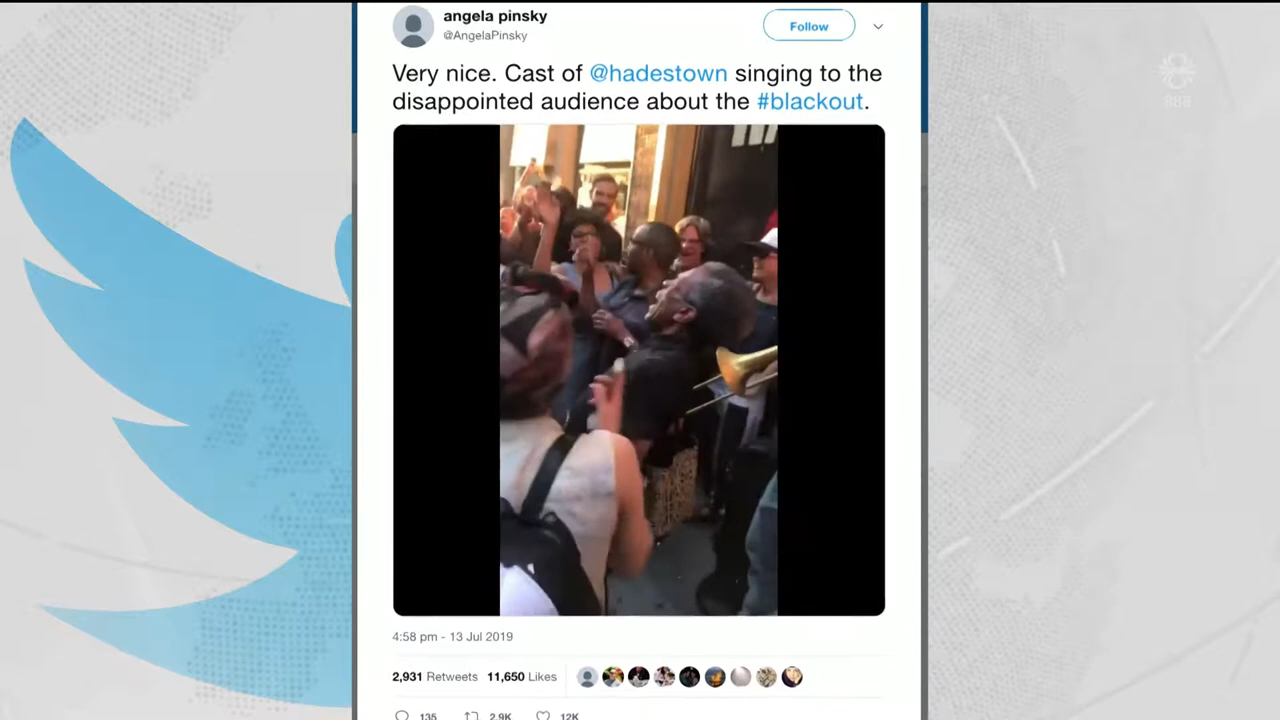 angela pinsky
@AngelaPinsky
Follow
Very nice. Cast of @hadestown singing to the
disappointed audience about the #blackout.
4:58 pm - 13 Jul 2019
2,931 Retweets 11,650 Likes
135 2.9K 12K